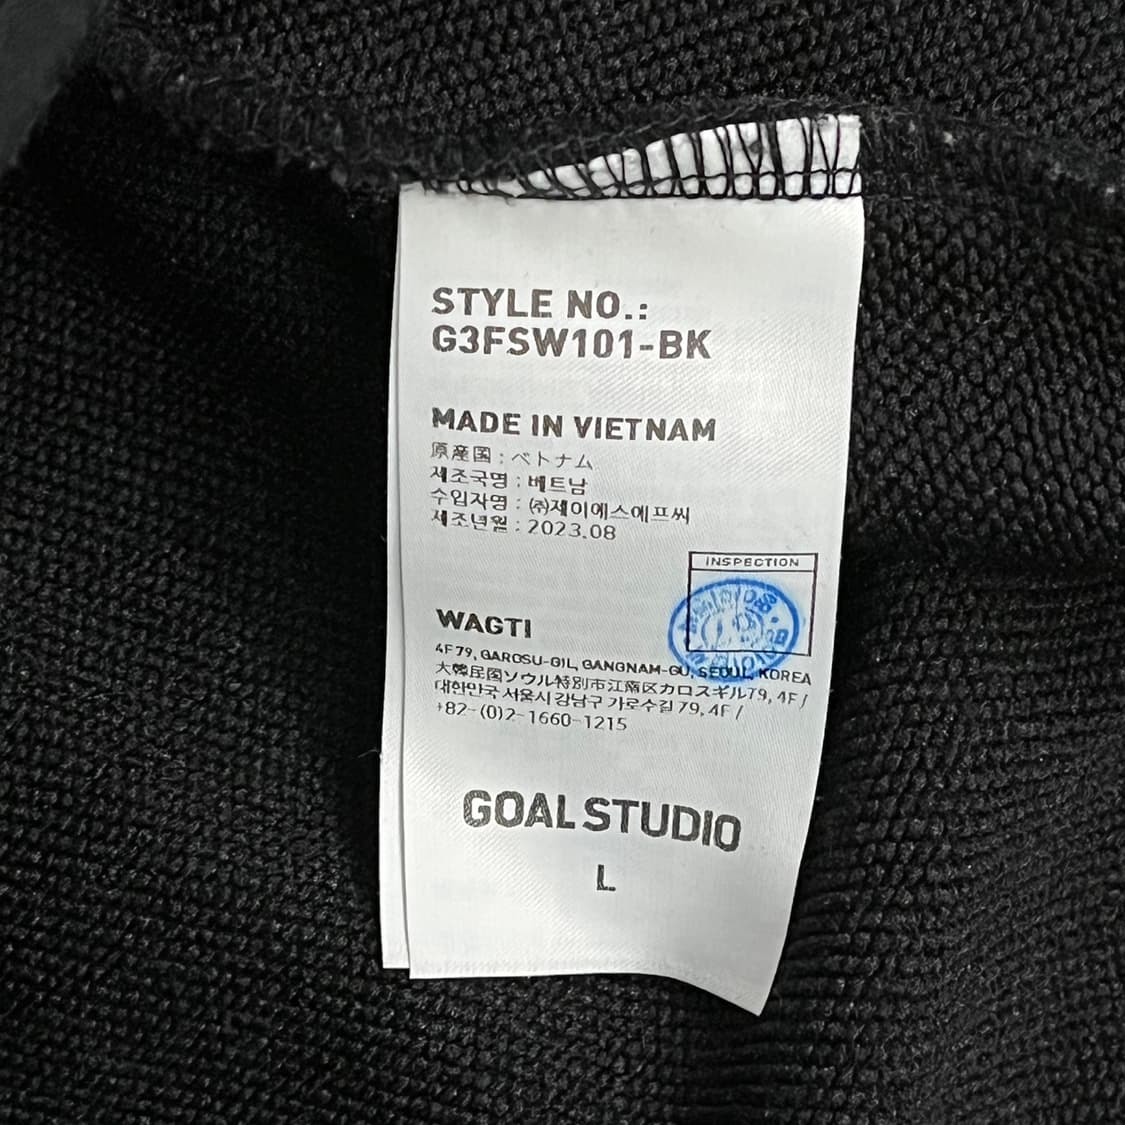 STYLE NO.:
G3FSW101-BK
MADE IN VIETNAM
原産国 : ベトナム
제조국명 : 베트남
수입자명 : ㈜제이에스에프씨
제조년월 : 2023.08
INSPECTION
WAGTI
4F 79, GAROSU-GIL, GANGNAM-GU, SEOUL, KOREA
大韓民国ソウル特別市江南区カロスギル79, 4F /
대한민국 서울시 강남구 가로수길 79, 4F /
+82-(0)2-1660-1215
GOALSTUDIO
L